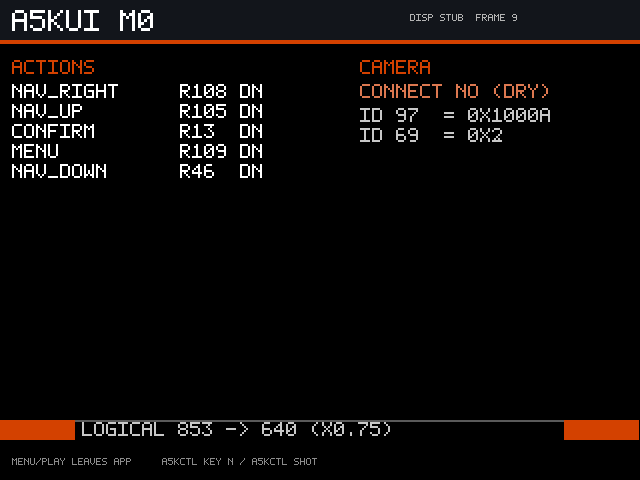 A5KUI M0
DISP STUB  FRAME 9
ACTIONS
NAV_RIGHT R108 DN
NAV_UP R105 DN
CONFIRM R13 DN
MENU R109 DN
NAV_DOWN R46 DN
CAMERA
CONNECT NO (DRY)
ID 97 = 0X1000A
ID 69 = 0X2
LOGICAL 853 -> 640 (X0.75)
MENU/PLAY LEAVES APP
A5KCTL KEY N / A5KCTL SHOT